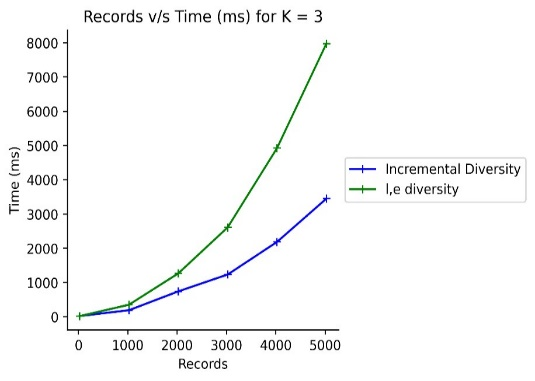 Records v/s Time (ms) for K = 3
8000
7000
6000
5000
4000
3000
2000
1000
0
Time (ms)
0 1000 2000 3000 4000 5000
Records
Incremental Diversity
l,e diversity